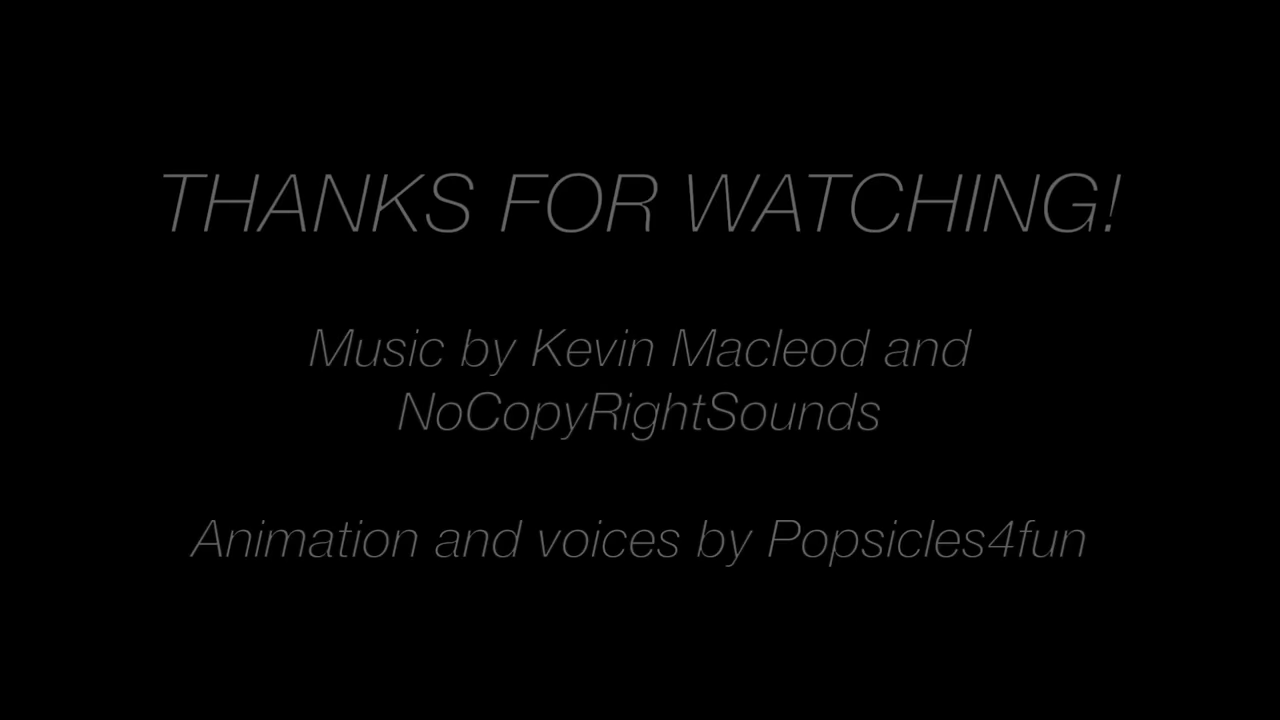 THANKS FOR WATCHING!
Music by Kevin Macleod and
NoCopyRightSounds
Animation and voices by Popsicles4fun